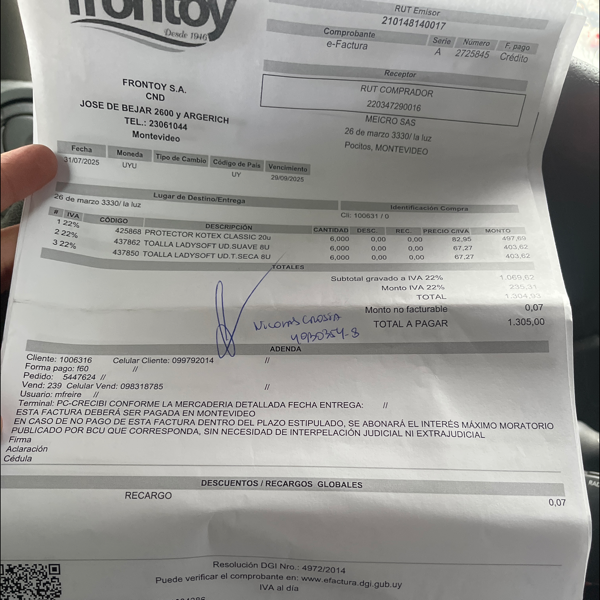 frontoy
Desde 1946
RUT Emisor
210148140017
Comprobante Serie Número F. pago
e-Factura A 2725845 Crédito
Receptor
RUT COMPRADOR
220347290016
MEICRO SAS
26 de marzo 3330/ la luz
Pocitos, MONTEVIDEO
FRONTOY S.A.
CND
JOSE DE BEJAR 2600 y ARGERICH
TEL.: 23061044
Montevideo
Fecha Moneda Tipo de Cambio Código de País Vencimiento
31/07/2025 UYU UY 29/09/2025
Lugar de Destino/Entrega Identificación Compra
26 de marzo 3330/ la luz Cli: 100631 / 0
# IVA CÓDIGO DESCRIPCIÓN CANTIDAD DESC. REC. PRECIO C/IVA MONTO
1 22% 425868 PROTECTOR KOTEX CLASSIC 20u 6,000 0,00 0,00 82,95 497,69
2 22% 437862 TOALLA LADYSOFT UD.SUAVE 8U 6,000 0,00 0,00 67,27 403,62
3 22% 437850 TOALLA LADYSOFT UD.T.SECA 8U 6,000 0,00 0,00 67,27 403,62
TOTALES
Subtotal gravado a IVA 22% 1.069,62
Monto IVA 22% 235,31
TOTAL 1.304,93
Monto no facturable 0,07
TOTAL A PAGAR 1.305,00
ADENDA
Cliente: 1006316 Celular Cliente: 099792014 //
Forma pago: f60 //
Pedido: 5447624 //
Vend: 239 Celular Vend: 098318785 //
Usuario: mfreire //
Terminal: PC-CRECIBI CONFORME LA MERCADERIA DETALLADA FECHA ENTREGA: //
ESTA FACTURA DEBERÁ SER PAGADA EN MONTEVIDEO
EN CASO DE NO PAGO DE ESTA FACTURA DENTRO DEL PLAZO ESTIPULADO, SE ABONARÁ EL INTERÉS MÁXIMO MORATORIO
PUBLICADO POR BCU QUE CORRESPONDA, SIN NECESIDAD DE INTERPELACIÓN JUDICIAL NI EXTRAJUDICIAL
Firma
Aclaración
Cédula
DESCUENTOS / RECARGOS GLOBALES
RECARGO 0,07
Resolución DGI Nro.: 4972/2014
Puede verificar el comprobante en: www.efactura.dgi.gub.uy
IVA al día